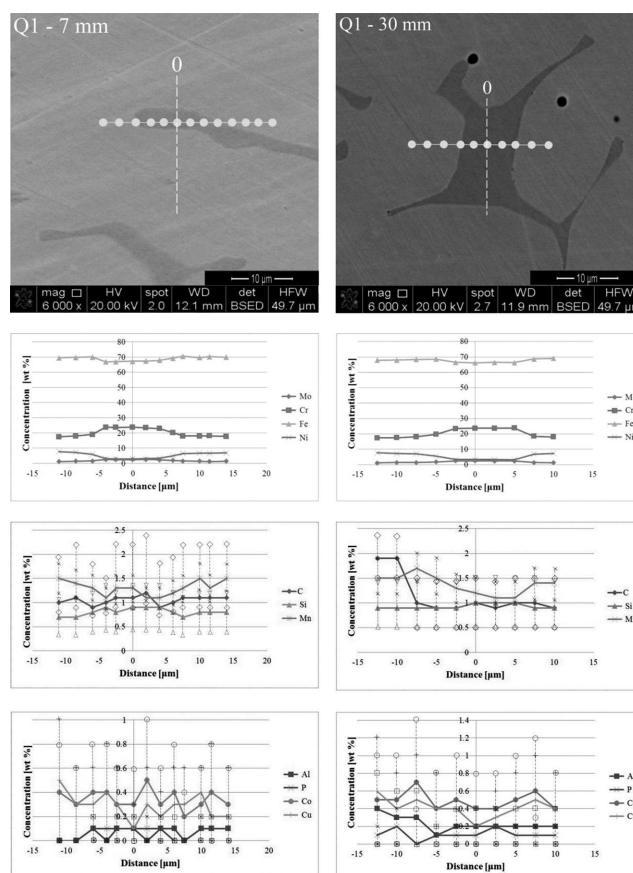 Q1 - 7 mm
0
10 µm
mag HV spot WD det HFW
6 000 x 20.00 kV 2.0 12.1 mm BSED 49.7 µm
Q1 - 30 mm
0
10 µm
mag HV spot WD det HFW
6 000 x 20.00 kV 2.7 11.9 mm BSED 49.7 µm
Concentration [wt %]
80
70
60
50
40
30
20
10
0
-15 -10 -5 0 5 10 15 20
Distance [µm]
Mo
Cr
Fe
Ni
Concentration [wt %]
80
70
60
50
40
30
20
10
0
-15 -10 -5 0 5 10 15
Distance [µm]
M
Cr
Fe
Ni
Concentration [wt %]
2.5
2
1.5
1
0.5
0
-15 -10 -5 0 5 10 15 20
Distance [µm]
C
Si
Mn
Concentration [wt %]
2.5
2
1.5
1
0.5
0
-15 -10 -5 0 5 10 15
Distance [µm]
C
Si
M
Concentration [wt %]
1
0.8
0.6
0.4
0.2
0
-15 -10 -5 0 5 10 15 20
Distance [µm]
Al
P
Co
Cu
Concentration [wt %]
1.4
1.2
1
0.8
0.6
0.4
0.2
0
-15 -10 -5 0 5 10 15
Distance [µm]
A
P
C
C